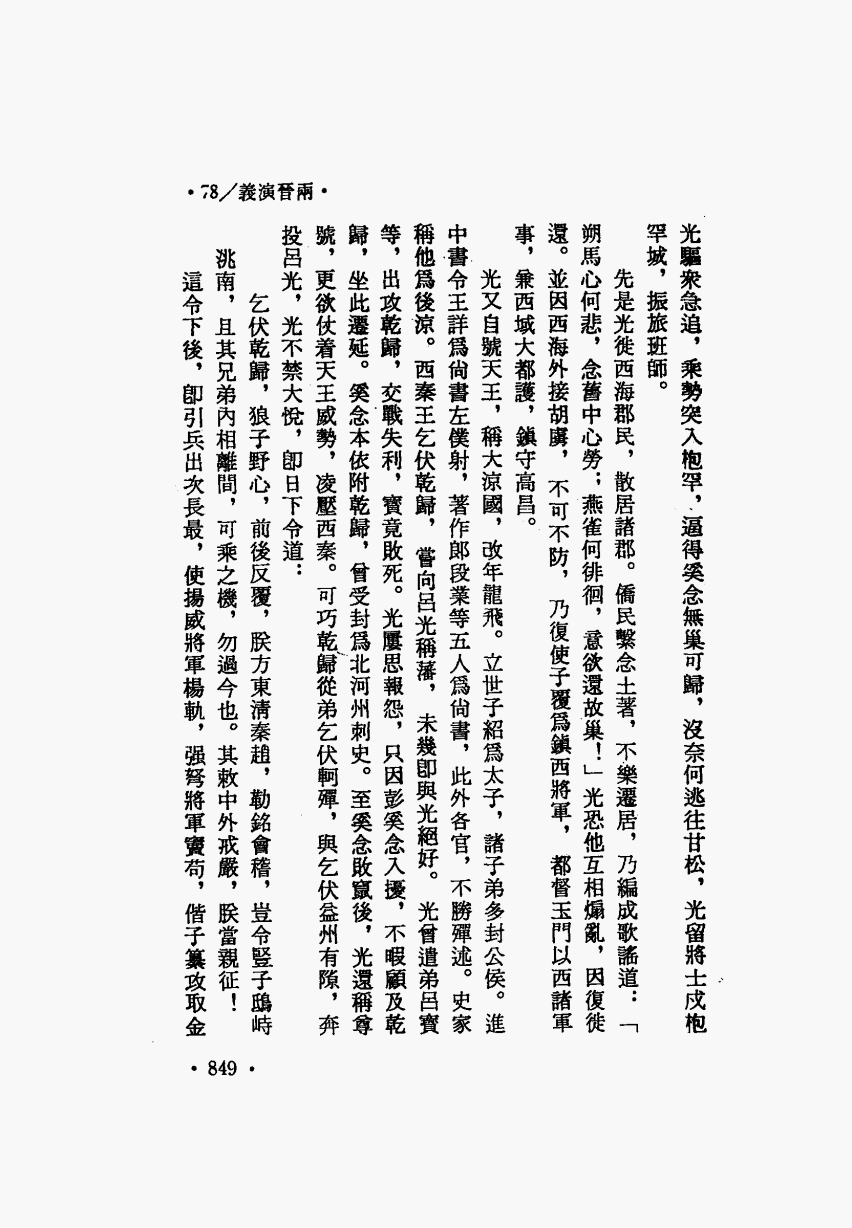 •78／義演晉兩•
光驅衆急追，乘勢突入枹罕，逼得奚念無巢可歸，沒奈何逃往甘松，光留將士戍枹
罕城，振旅班師。
先是光徙西海郡民，散居諸郡。僑民繫念土著，不樂遷居，乃編成歌謠道：「
朔馬心何悲，念舊中心勞；燕雀何徘徊，意欲還故巢！」光恐他互相煽亂，因復徙
還。並因西海外接胡虜，不可不防，乃復使子覆爲鎮西將軍，都督玉門以西諸軍
事，兼西域大都護，鎮守高昌。
光又自號天王，稱大涼國，改年龍飛。立世子紹爲太子，諸子弟多封公侯。進
中書令王詳爲尙書左僕射，著作郎段業等五人爲尙書，此外各官，不勝殫述。史家
稱他爲後涼。西秦王乞伏乾歸，嘗向呂光稱藩，未幾卽與光絕好。光曾遣弟呂寶
等，出攻乾歸，交戰失利，寶竟敗死。光屢思報怨，只因彭奚念入擾，不暇顧及乾
歸，坐此遷延。奚念本依附乾歸，曾受封爲北河州刺史。至奚念敗竄後，光還稱尊
號，更欲仗着天王威勢，凌壓西秦。可巧乾歸從弟乞伏軻殫，與乞伏益州有隙，奔
投呂光，光不禁大悅，卽日下令道：
乞伏乾歸，狼子野心，前後反覆，朕方東淸秦趙，勒銘會稽，豈令豎子鴟峙
洮南，且其兄弟內相離間，可乘之機，勿過今也。其敕中外戒嚴，朕當親征！
這令下後，卽引兵出次長最，使揚威將軍楊軌，强弩將軍竇苟，偕子纂攻取金
•849•